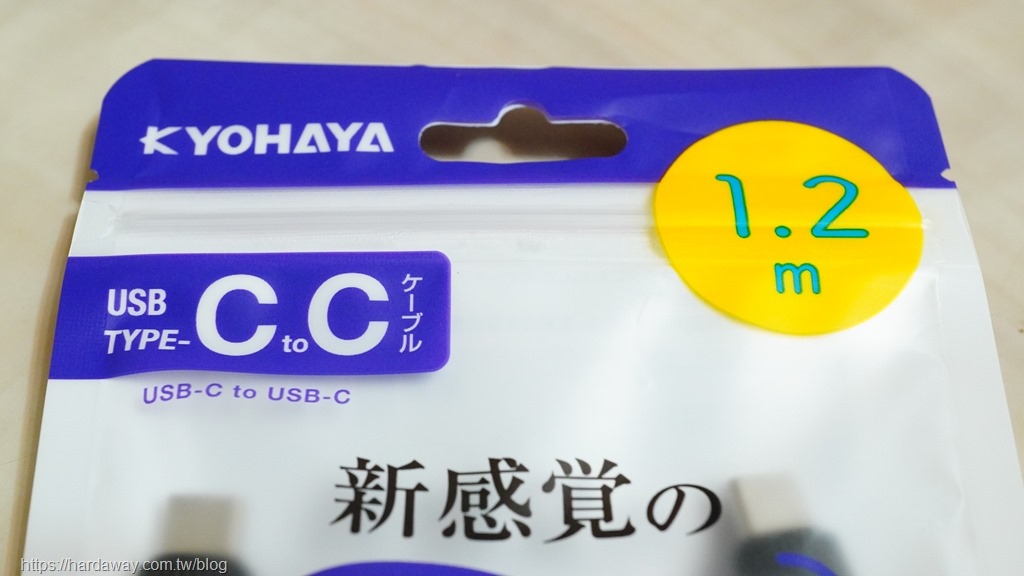 KYOHAYA
1.2
m
USB
TYPE-C to C
ケーブル
USB-C to USB-C
新感覚の
https://hardaway.com.tw/blog